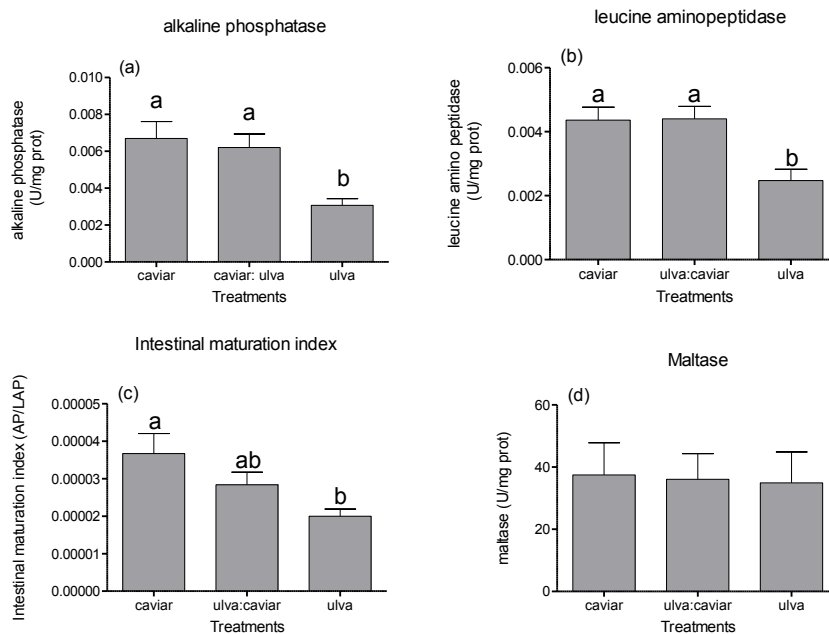 alkaline phosphatase
(a)
alkaline phosphatase
(U/mg prot)
0.010
0.008
0.006
0.004
0.002
0.000
a
a
b
caviar
caviar: ulva
ulva
Treatments
leucine aminopeptidase
(b)
leucine amino peptidase
(U/mg prot)
0.006
0.004
0.002
0.000
a
a
b
caviar
ulva:caviar
ulva
Treatments
Intestinal maturation index
(c)
Intestinal maturation index (AP/LAP)
0.00005
0.00004
0.00003
0.00002
0.00001
0.00000
a
ab
b
caviar
ulva:caviar
ulva
Treatments
Maltase
(d)
maltase (U/mg prot)
60
40
20
0
caviar
ulva:caviar
ulva
Treatments